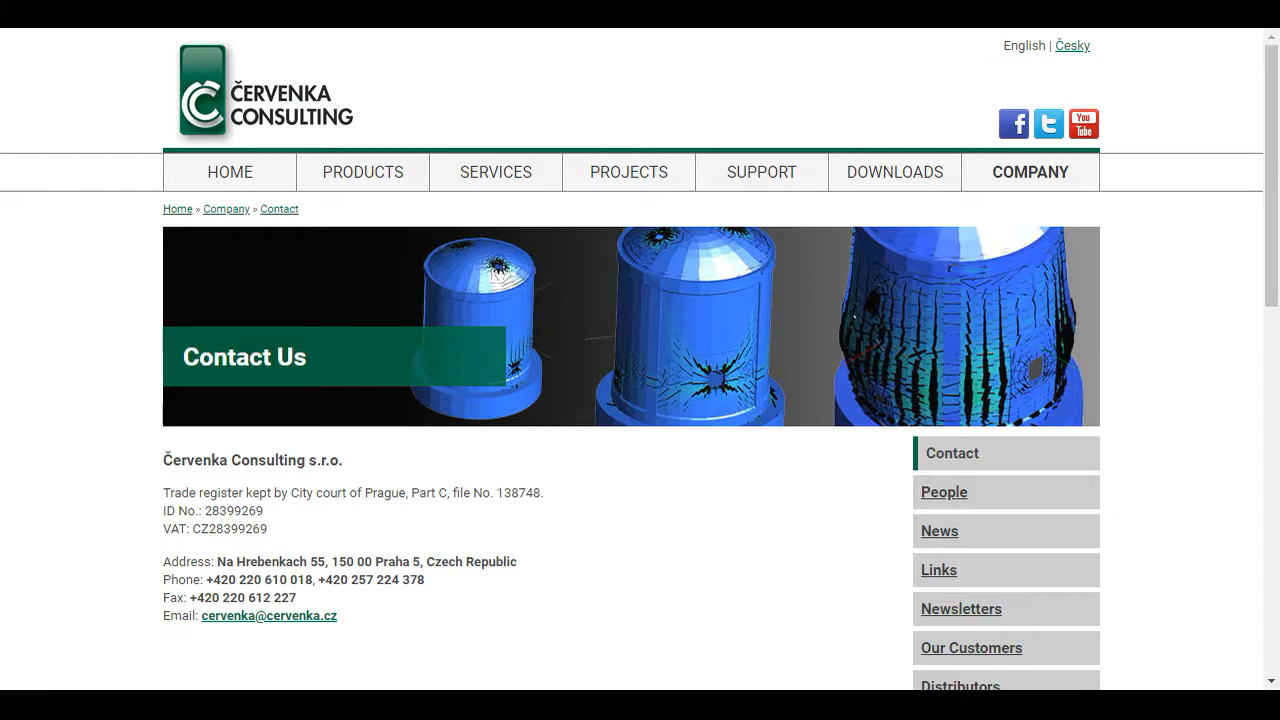 English | Česky
ČERVENKA
CONSULTING
f
You
Tube
HOME PRODUCTS SERVICES PROJECTS SUPPORT DOWNLOADS COMPANY
Home » Company » Contact
Contact Us
Červenka Consulting s.r.o.
Trade register kept by City court of Prague, Part C, file No. 138748.
ID No.: 28399269
VAT: CZ28399269
Address: Na Hrebenkach 55, 150 00 Praha 5, Czech Republic
Phone: +420 220 610 018, +420 257 224 378
Fax: +420 220 612 227
Email: cervenka@cervenka.cz
Contact
People
News
Links
Newsletters
Our Customers
Distributors